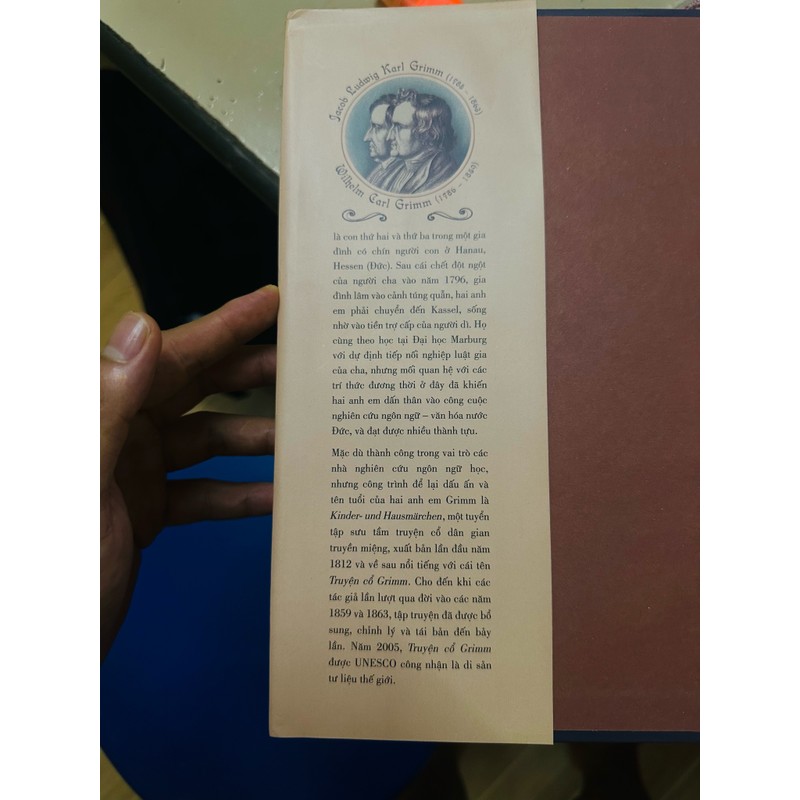 Jacob Ludwig Karl Grimm (1785 - 1863)
Wilhelm Carl Grimm (1786 - 1859)
là con thứ hai và thứ ba trong một gia
đình có chín người con ở Hanau,
Hessen (Đức). Sau cái chết đột ngột
của người cha vào năm 1796, gia
đình lâm vào cảnh túng quẫn, hai anh
em phải chuyển đến Kassel, sống
nhờ vào tiền trợ cấp của người dì. Họ
cùng theo học tại Đại học Marburg
với dự định tiếp nối nghiệp luật gia
của cha, nhưng mối quan hệ với các
trí thức đương thời ở đây đã khiến
hai anh em dấn thân vào công cuộc
nghiên cứu ngôn ngữ – văn hóa nước
Đức, và đạt được nhiều thành tựu.
Mặc dù thành công trong vai trò các
nhà nghiên cứu ngôn ngữ học,
nhưng công trình để lại dấu ấn và
tên tuổi của hai anh em Grimm là
Kinder- und Hausmärchen, một tuyển
tập sưu tầm truyện cổ dân gian
truyền miệng, xuất bản lần đầu năm
1812 và về sau nổi tiếng với cái tên
Truyện cổ Grimm. Cho đến khi các
tác giả lần lượt qua đời vào các năm
1859 và 1863, tập truyện đã được bổ
sung, chỉnh lý và tái bản đến bảy
lần. Năm 2005, Truyện cổ Grimm
được UNESCO công nhận là di sản
tư liệu thế giới.